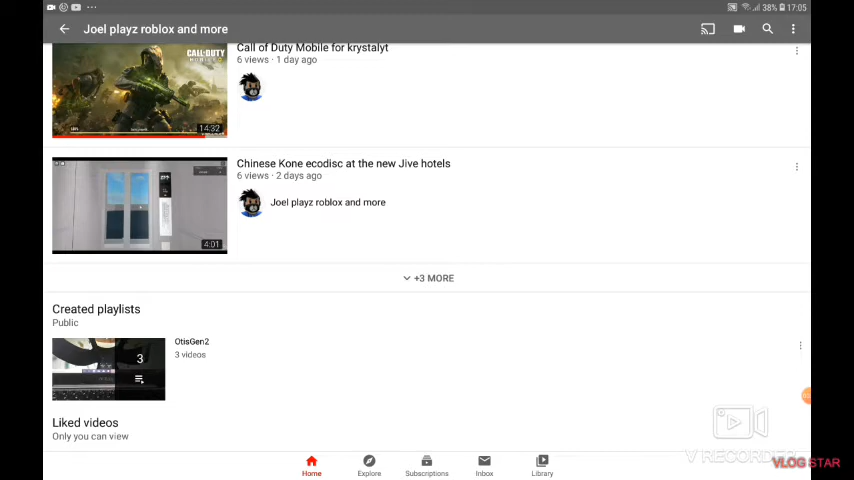 38% 17:05
Joel playz roblox and more
Call of Duty Mobile for krystalyt
6 views · 1 day ago
CALL·DUTY
MOBILE
14:32
Chinese Kone ecodisc at the new Jive hotels
6 views · 2 days ago
Joel playz roblox and more
4:01
+3 MORE
Created playlists
Public
OtisGen2
3 videos
3
Liked videos
Only you can view
Home
Explore
Subscriptions
Inbox
Library
V RECORDER
VLOG STAR